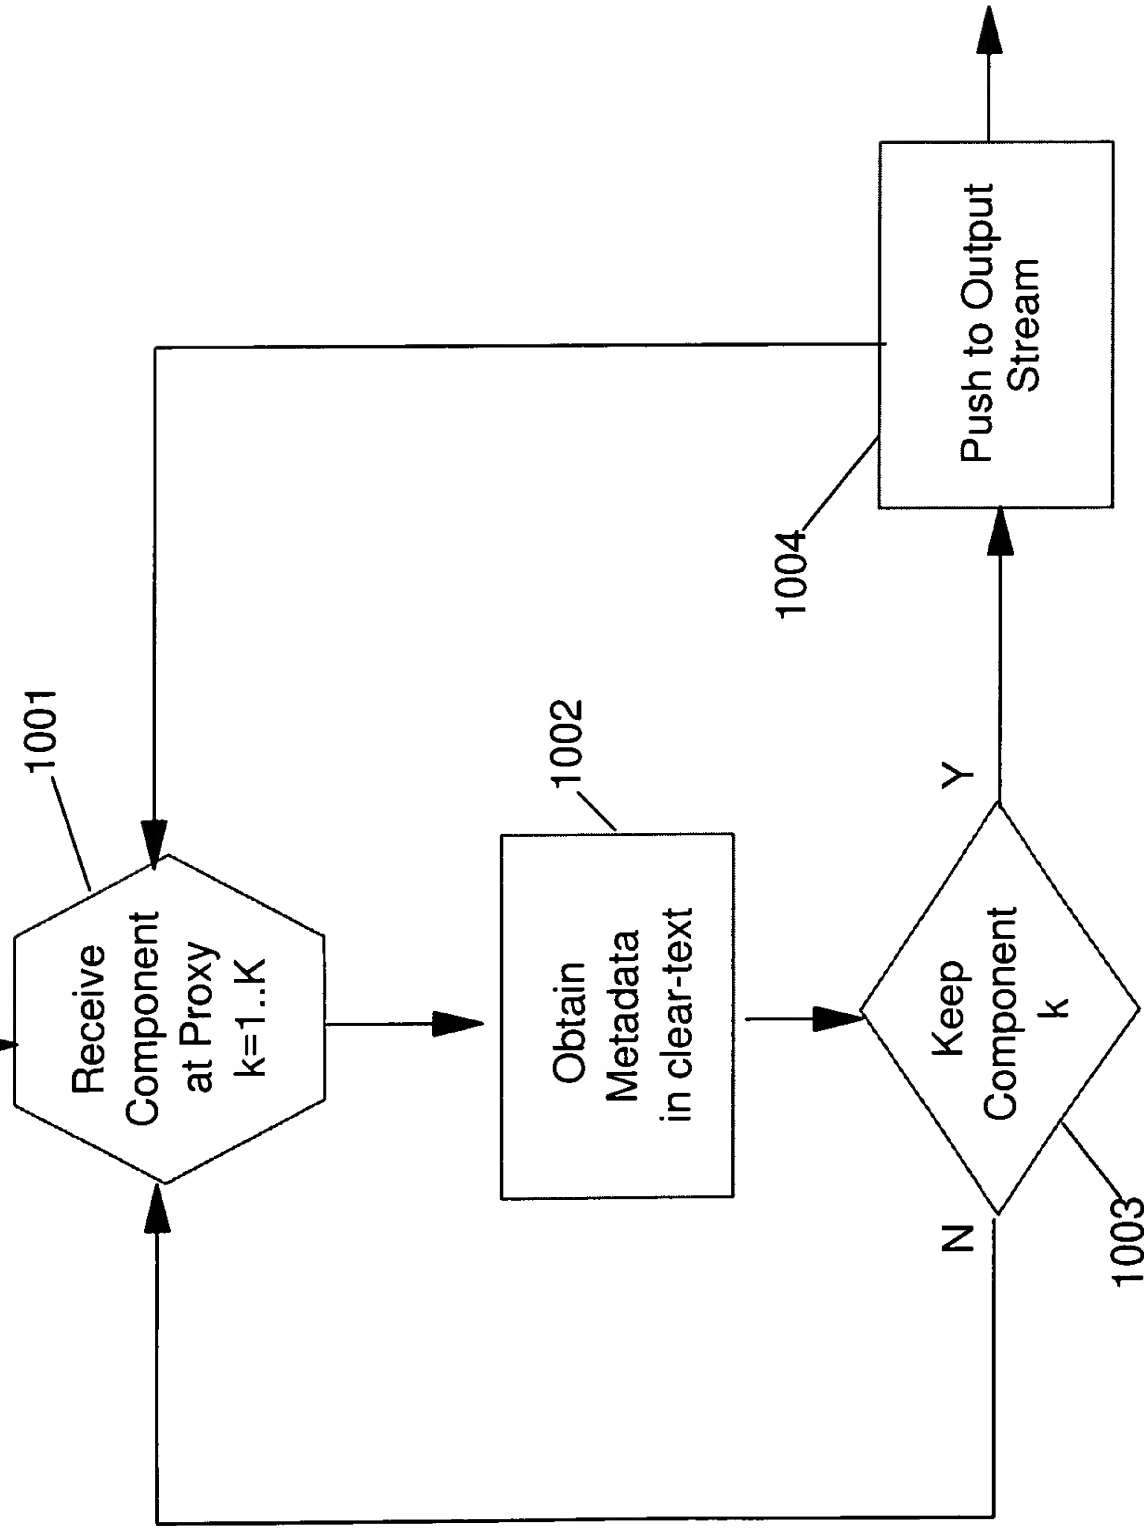 1001
Receive
Component
at Proxy
k=1..K
1002
Obtain
Metadata
in clear-text
Keep
Component
k
Y
N
1003
1004
Push to Output
Stream